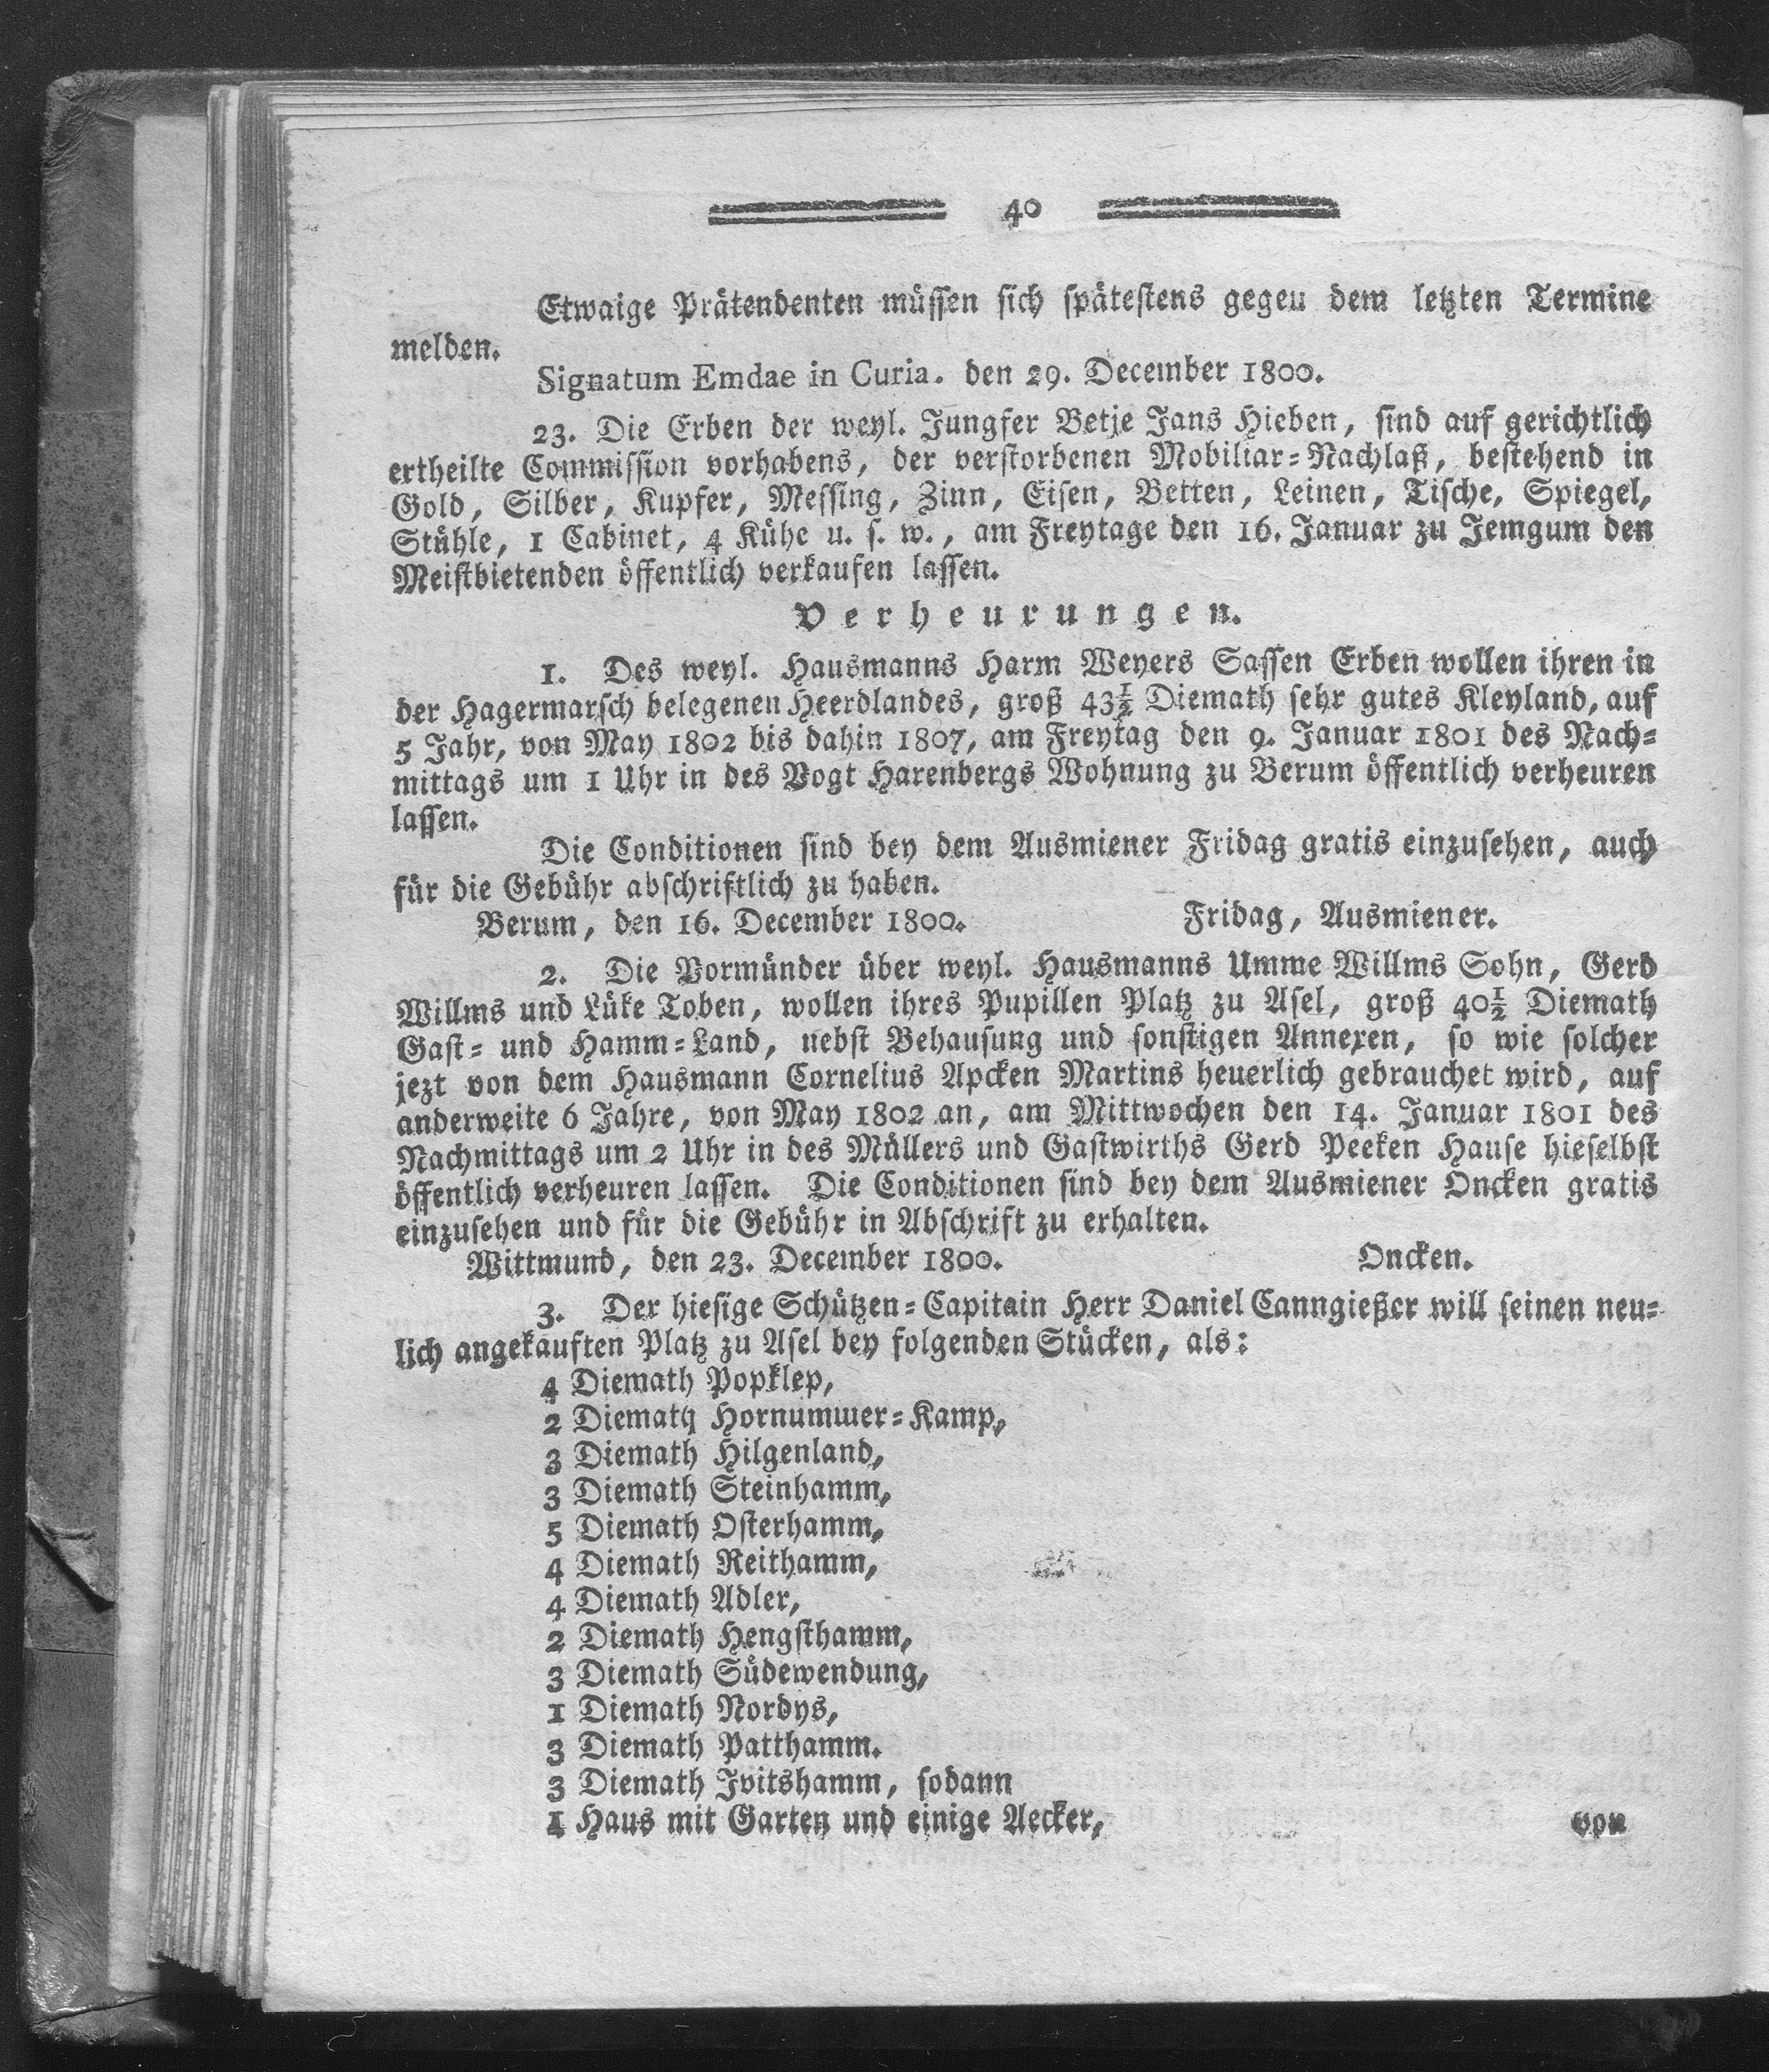 40
Etwaige Prätendenten müssen sich spätestens gegeu dem letzten Termine
melden.
Signatum Emdae in Curia. den 29. December 1800.
23. Die Erben der weyl. Jungfer Betje Jans Hieben, sind auf gerichtlich
ertheilte Commission vorhabens, der verstorbenen Mobiliar=Nachlaß, bestehend in
Gold, Silber, Kupfer, Messing, Zinn, Eisen, Betten, Leinen, Tische, Spiegel,
Stühle, 1 Cabinet, 4 Kühe u. s. w., am Freytage den 16. Januar zu Jemgum den
Meistbietenden öffentlich verkaufen lassen.
Verheurungen.
1. Des weyl. Hausmanns Harm Weyers Sassen Erben wollen ihren in
der Hagermarsch belegenen Heerdlandes, groß 43½ Diemath sehr gutes Kleyland, auf
5 Jahr, von May 1802 bis dahin 1807, am Freytag den 9. Januar 1801 des Nach=
mittags um 1 Uhr in des Vogt Harenbergs Wohnung zu Berum öffentlich verheuren
lassen.
Die Conditionen sind bey dem Ausmiener Fridag gratis einzusehen, auch
für die Gebühr abschriftlich zu haben.
Berum, den 16. December 1800. Fridag, Ausmiener.
2. Die Vormünder über weyl. Hausmanns Umme Willms Sohn, Gerd
Willms und Lüke Toben, wollen ihres Pupillen Platz zu Asel, groß 40½ Diemath
Gast= und Hamm=Land, nebst Behausung und sonstigen Annexen, so wie solcher
jezt von dem Hausmann Cornelius Apcken Martins heuerlich gebrauchet wird, auf
anderweite 6 Jahre, von May 1802 an, am Mittwochen den 14. Januar 1801 des
Nachmittags um 2 Uhr in des Müllers und Gastwirths Gerd Peeken Hause hieselbst
öffentlich verheuren lassen. Die Conditionen sind bey dem Ausmiener Oncken gratis
einzusehen und für die Gebühr in Abschrift zu erhalten.
Wittmund, den 23. December 1800. Oncken.
3. Der hiesige Schützen=Capitain Herr Daniel Canngießer will seinen neu=
lich angekauften Platz zu Asel bey folgenden Stücken, als:
4 Diemath Popklep,
2 Diemath Hornummer=Kamp,
3 Diemath Hilgenland,
3 Diemath Steinhamm,
5 Diemath Osterhamm,
4 Diemath Reithamm,
4 Diemath Adler,
2 Diemath Hengsthamm,
3 Diemath Südewendung,
1 Diemath Nordys,
3 Diemath Patthamm.
3 Diemath Jvitshamm, sodann
1 Haus mit Garten und einige Aecker,
von